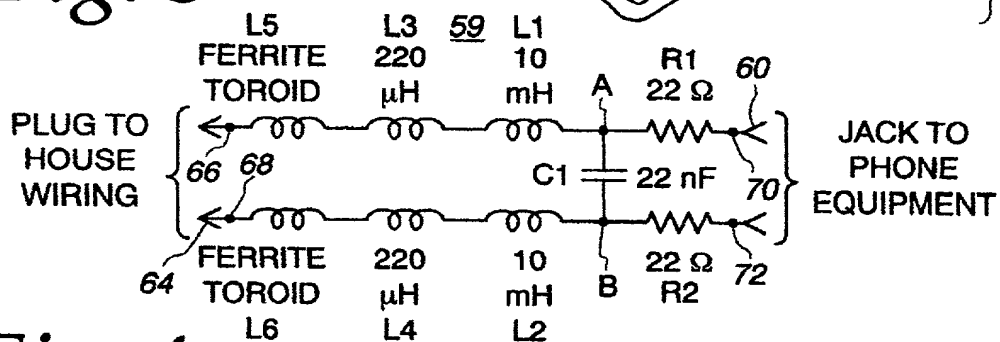 L5 L3 59 L1
FERRITE 220 10 R1 60
TOROID μH mH A 22 Ω
PLUG TO
HOUSE
WIRING
66 68
C1 22 nF
70
JACK TO
PHONE
EQUIPMENT
64
FERRITE 220 10 B 22 Ω 72
TOROID μH mH R2
L6 L4 L2